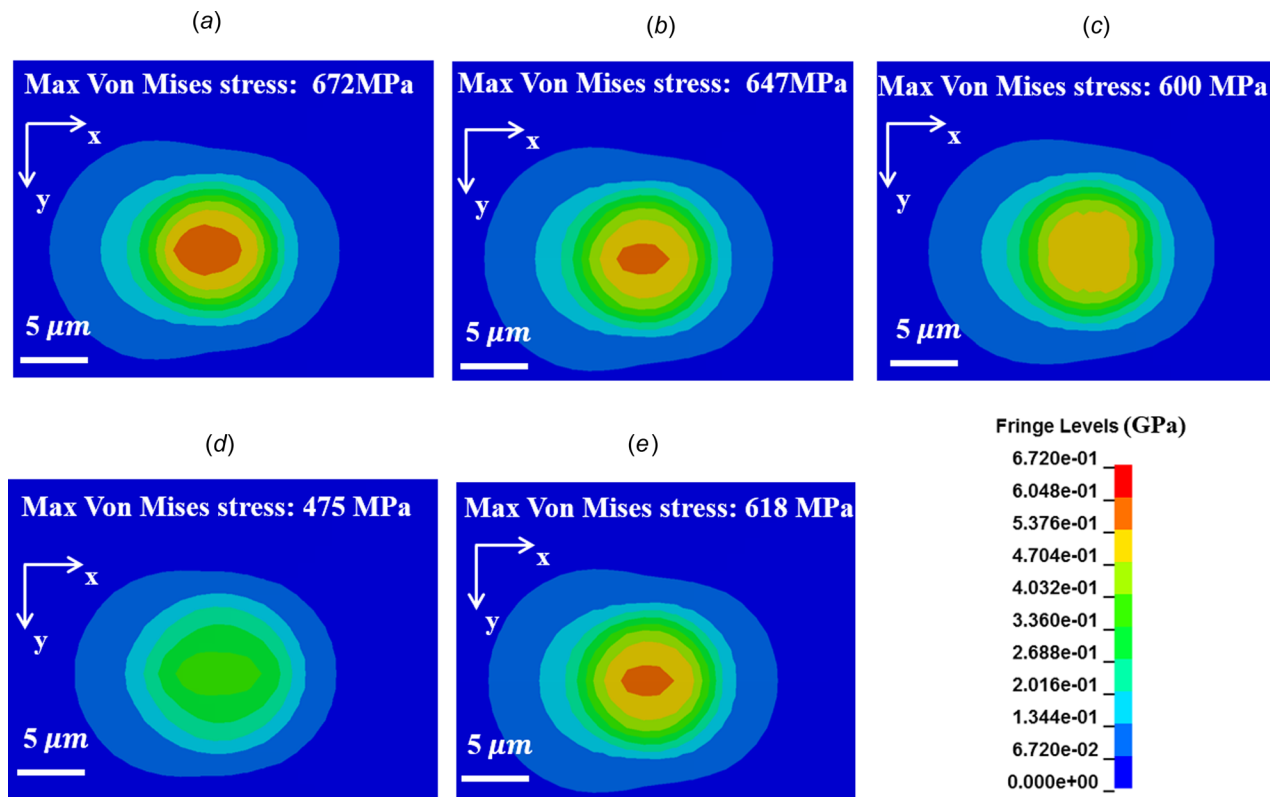 (a)
(b)
(c)
Max Von Mises stress: 672MPa
x
y
5 μm
Max Von Mises stress: 647MPa
x
y
5 μm
Max Von Mises stress: 600 MPa
x
y
5 μm
(d)
(e)
Max Von Mises stress: 475 MPa
x
y
5 μm
Max Von Mises stress: 618 MPa
x
y
5 μm
Fringe Levels (GPa)
6.720e-01
6.048e-01
5.376e-01
4.704e-01
4.032e-01
3.360e-01
2.688e-01
2.016e-01
1.344e-01
6.720e-02
0.000e+00